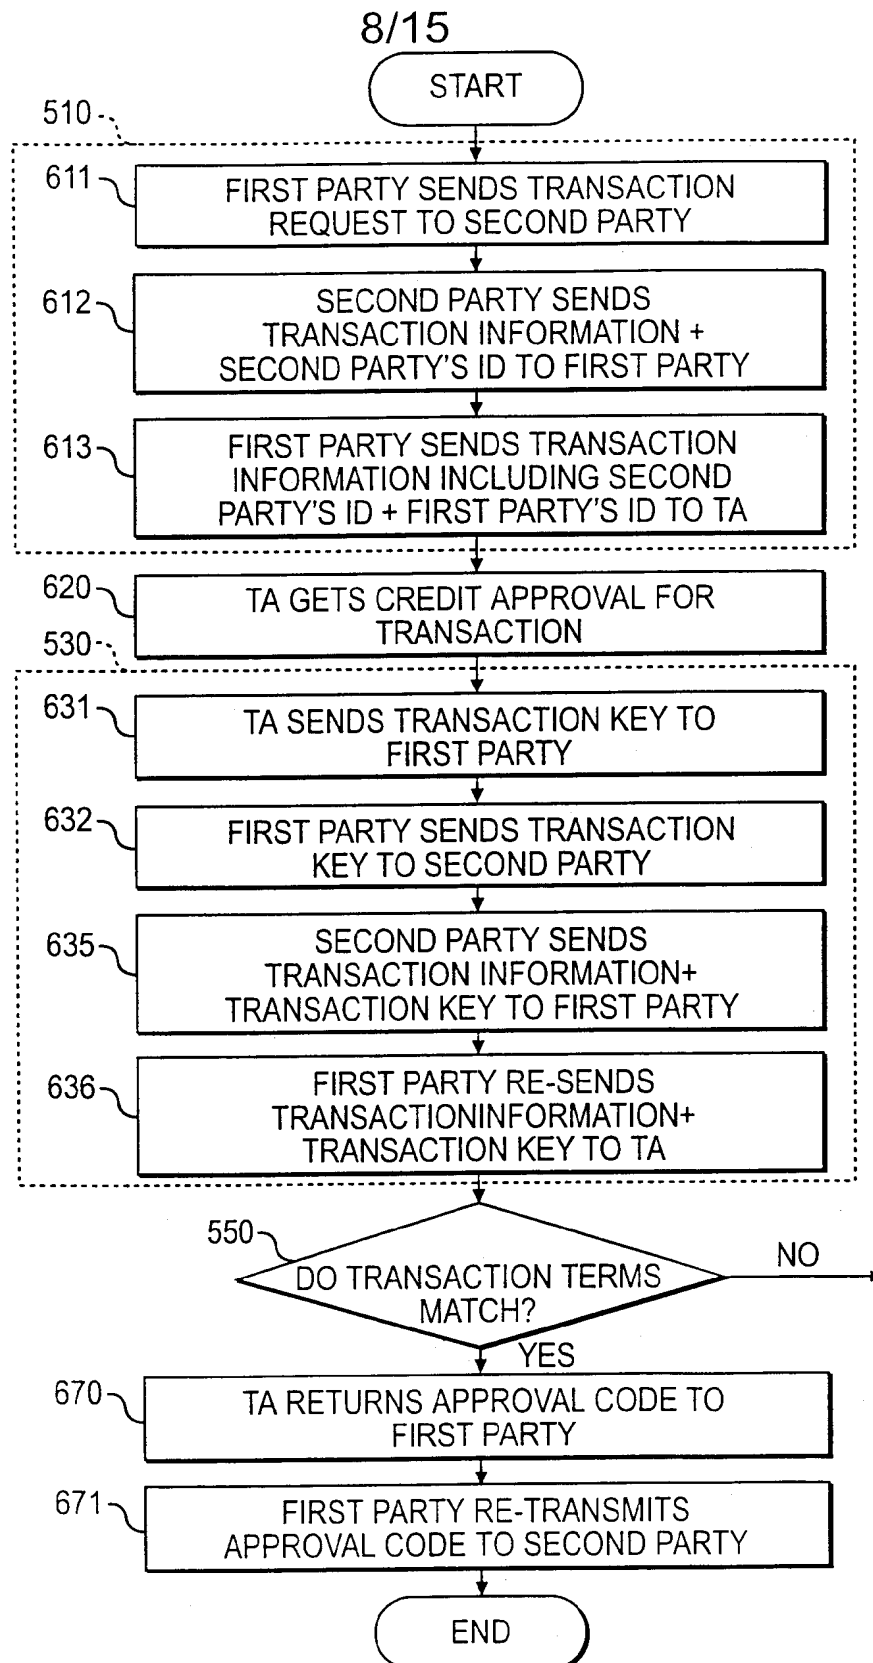 8/15
START
510
611
FIRST PARTY SENDS TRANSACTION
REQUEST TO SECOND PARTY
612
SECOND PARTY SENDS
TRANSACTION INFORMATION +
SECOND PARTY'S ID TO FIRST PARTY
613
FIRST PARTY SENDS TRANSACTION
INFORMATION INCLUDING SECOND
PARTY'S ID + FIRST PARTY'S ID TO TA
620
TA GETS CREDIT APPROVAL FOR
TRANSACTION
530
631
TA SENDS TRANSACTION KEY TO
FIRST PARTY
632
FIRST PARTY SENDS TRANSACTION
KEY TO SECOND PARTY
635
SECOND PARTY SENDS
TRANSACTION INFORMATION+
TRANSACTION KEY TO FIRST PARTY
636
FIRST PARTY RE-SENDS
TRANSACTIONINFORMATION+
TRANSACTION KEY TO TA
550
DO TRANSACTION TERMS
MATCH?
NO
YES
670
TA RETURNS APPROVAL CODE TO
FIRST PARTY
671
FIRST PARTY RE-TRANSMITS
APPROVAL CODE TO SECOND PARTY
END